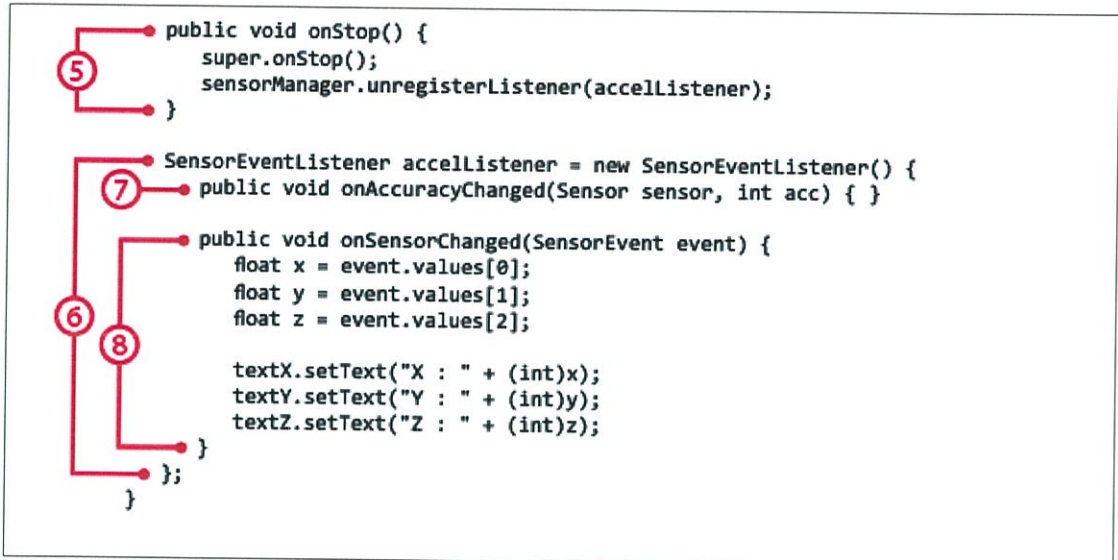 public void onStop() {
super.onStop();
sensorManager.unregisterListener(accelListener);
}
5
SensorEventListener accelListener = new SensorEventListener() {
7
public void onAccuracyChanged(Sensor sensor, int acc) { }
public void onSensorChanged(SensorEvent event) {
float x = event.values[0];
float y = event.values[1];
float z = event.values[2];
6
8
textX.setText("X : " + (int)x);
textY.setText("Y : " + (int)y);
textZ.setText("Z : " + (int)z);
}
};
}